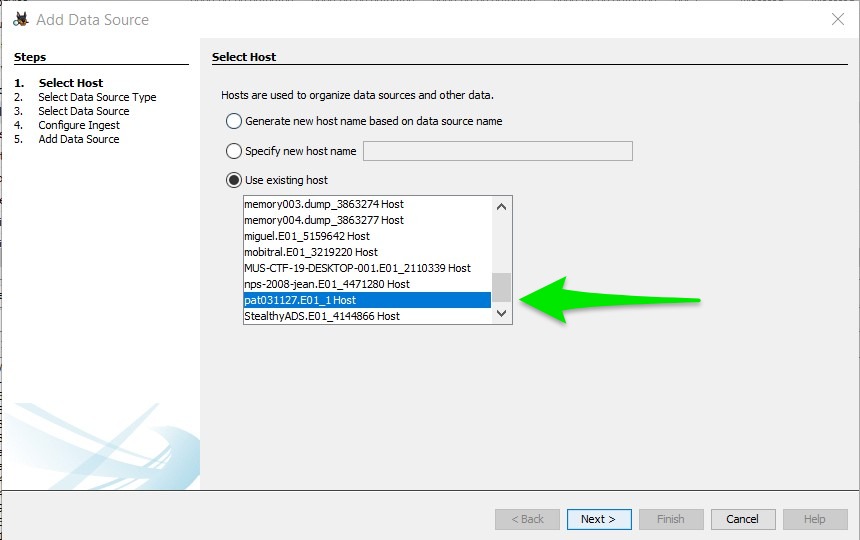 Add Data Source
Steps
1. Select Host
2. Select Data Source Type
3. Select Data Source
4. Configure Ingest
5. Add Data Source
Select Host
Hosts are used to organize data sources and other data.
Generate new host name based on data source name
Specify new host name
Use existing host
memory003.dump_3863274 Host
memory004.dump_3863277 Host
miguel.E01_5159642 Host
mobitral.E01_3219220 Host
MUS-CTF-19-DESKTOP-001.E01_2110339 Host
nps-2008-jean.E01_4471280 Host
pat031127.E01_1 Host
StealthyADS.E01_4144866 Host
< Back
Next >
Finish
Cancel
Help